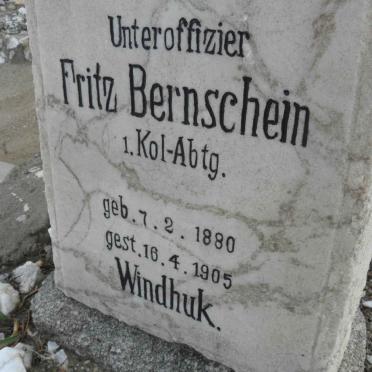 Unteroffizier
Fritz Bernschein
1. Kol-Abtg.
geb. 7. 2. 1880
gest. 16. 4. 1905
Windhuk.